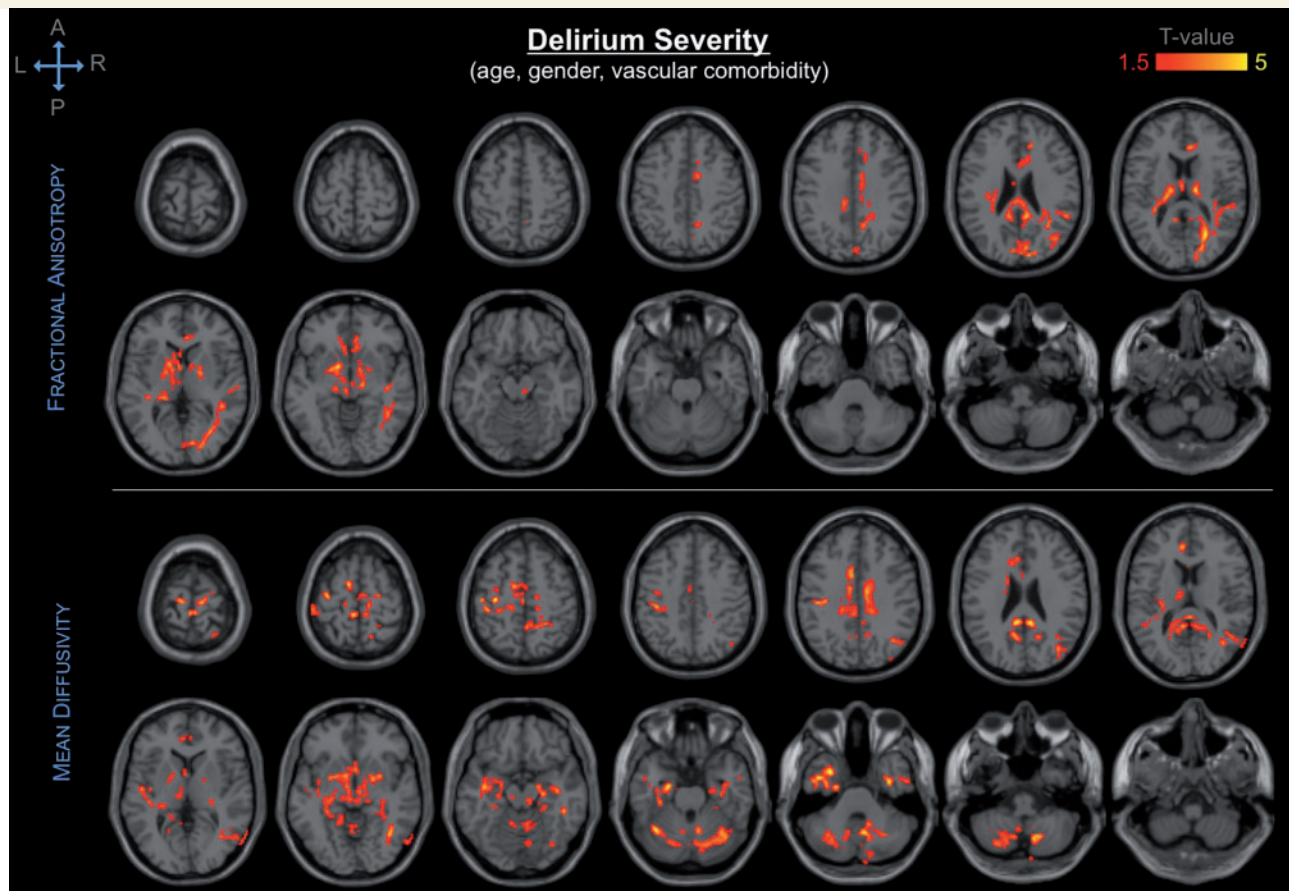 A
L R
P
Delirium Severity
(age, gender, vascular comorbidity)
T-value
1.5 5
FRACTIONAL ANISOTROPY
MEAN DIFFUSIVITY